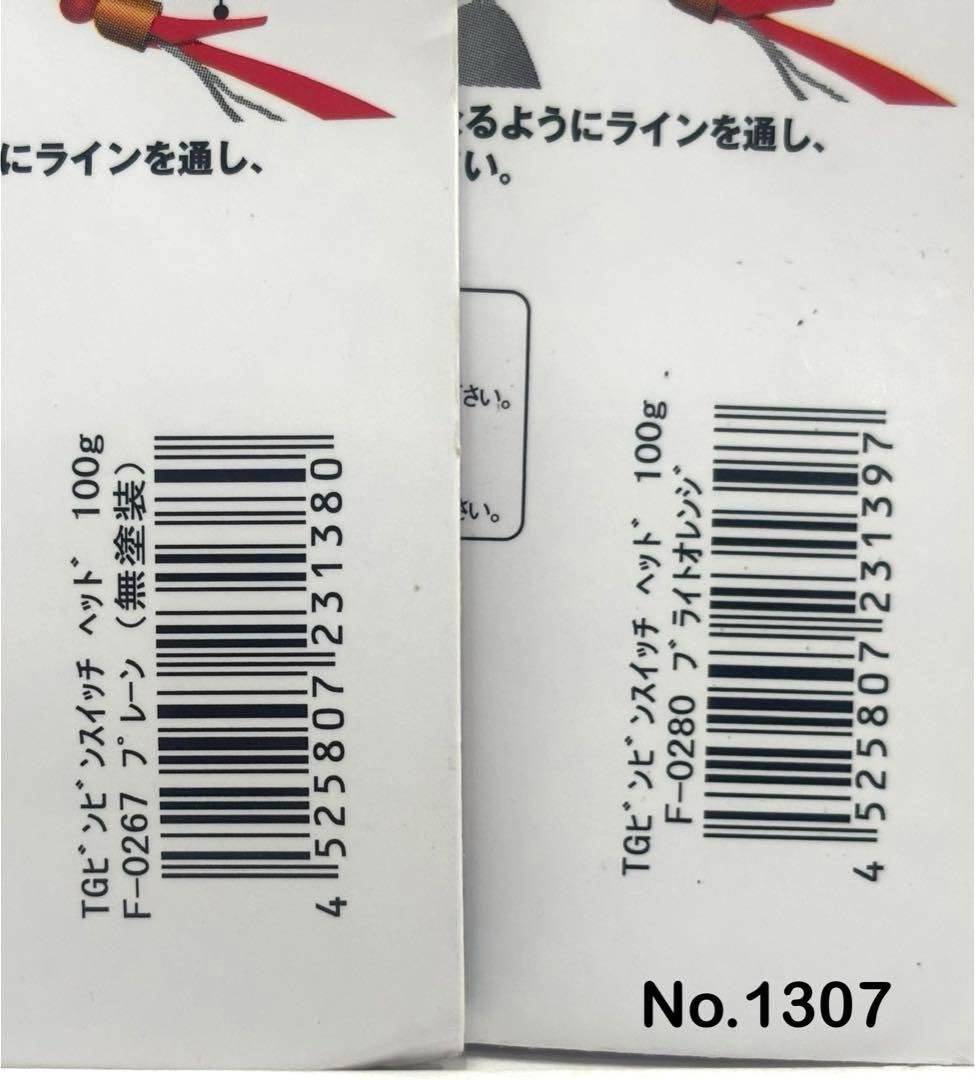 にラインを通し、
TGﾋﾞﾝﾋﾞﾝスイッチ ﾍｯﾄﾞ 100g
F-0267 ﾌﾟﾚｰﾝ (無塗装)
4 525807 231380
るようにラインを通し、
い。
さい。
さい。
TGﾋﾞﾝﾋﾞﾝスイッチ ﾍｯﾄﾞ 100g
F-0280 ﾌﾞﾗｲﾄｵﾚﾝｼﾞ
4 525807 231397
No.1307